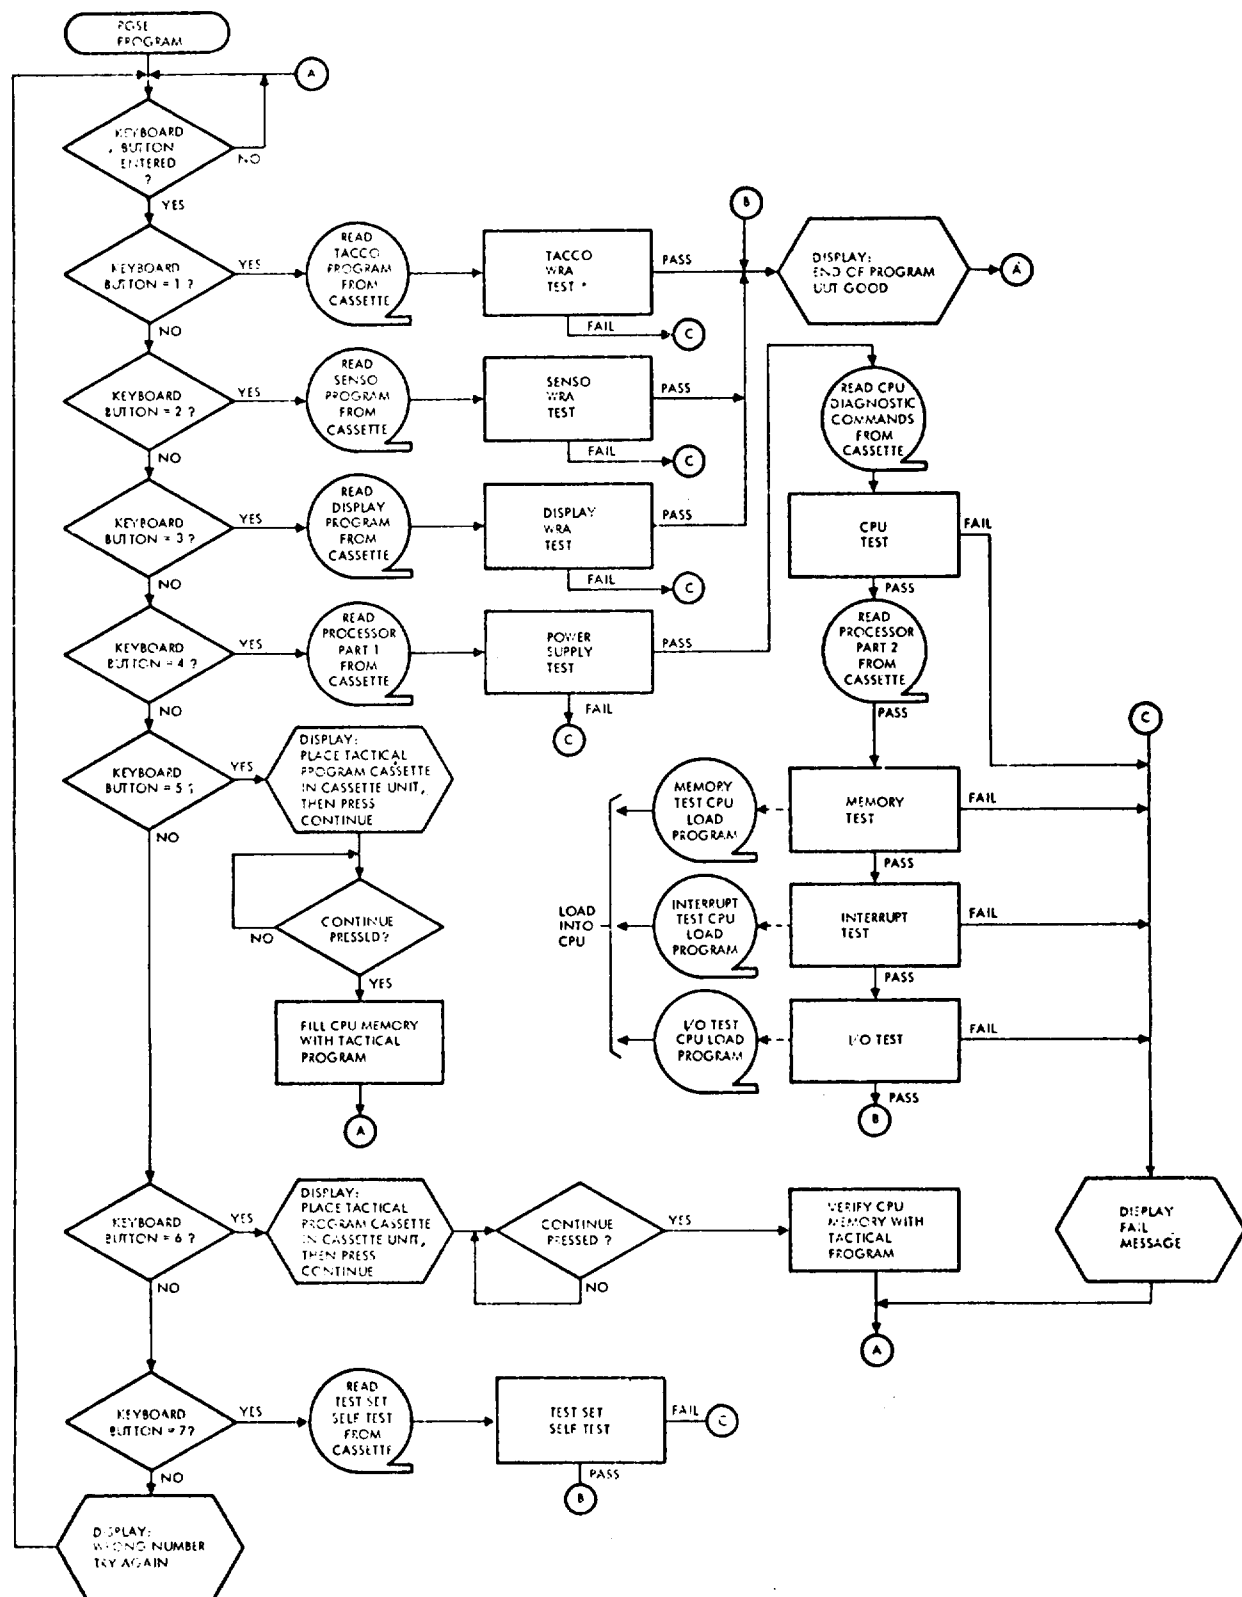 PGSE
PROGRAM
A
KEYBOARD
BUTTON
ENTERED
?
NO
YES
KEYBOARD
BUTTON = 1 ?
YES
READ
TACCO
PROGRAM
FROM
CASSETTE
TACCO
WRA
TEST
PASS
FAIL
C
B
DISPLAY:
END OF PROGRAM
UUT GOOD
A
NO
KEYBOARD
BUTTON = 2 ?
YES
READ
SENSO
PROGRAM
FROM
CASSETTE
SENSO
WRA
TEST
PASS
FAIL
C
NO
KEYBOARD
BUTTON = 3 ?
YES
READ
DISPLAY
PROGRAM
FROM
CASSETTE
DISPLAY
WRA
TEST
PASS
FAIL
C
NO
KEYBOARD
BUTTON = 4 ?
YES
READ
PROCESSOR
PART 1
FROM
CASSETTE
POWER
SUPPLY
TEST
PASS
FAIL
C
READ CPU
DIAGNOSTIC
COMMANDS
FROM
CASSETTE
CPU
TEST
FAIL
PASS
READ
PROCESSOR
PART 2
FROM
CASSETTE
PASS
C
NO
KEYBOARD
BUTTON = 5 ?
YES
DISPLAY:
PLACE TACTICAL
PROGRAM CASSETTE
IN CASSETTE UNIT,
THEN PRESS
CONTINUE
NO
CONTINUE
PRESSED ?
NO
YES
FILL CPU MEMORY
WITH TACTICAL
PROGRAM
A
LOAD
INTO
CPU
MEMORY
TEST CPU
LOAD
PROGRAM
MEMORY
TEST
FAIL
PASS
INTERRUPT
TEST CPU
LOAD
PROGRAM
INTERRUPT
TEST
FAIL
PASS
I/O TEST
CPU LOAD
PROGRAM
I/O TEST
FAIL
PASS
B
KEYBOARD
BUTTON = 6 ?
YES
DISPLAY:
PLACE TACTICAL
PROGRAM CASSETTE
IN CASSETTE UNIT,
THEN PRESS
CONTINUE
CONTINUE
PRESSED ?
YES
NO
VERIFY CPU
MEMORY WITH
TACTICAL
PROGRAM
DISPLAY
FAIL
MESSAGE
A
NO
KEYBOARD
BUTTON = 7?
YES
READ
TEST SET
SELF TEST
FROM
CASSETTE
TEST SET
SELF TEST
FAIL
C
PASS
B
NO
DISPLAY:
WRONG NUMBER
TRY AGAIN